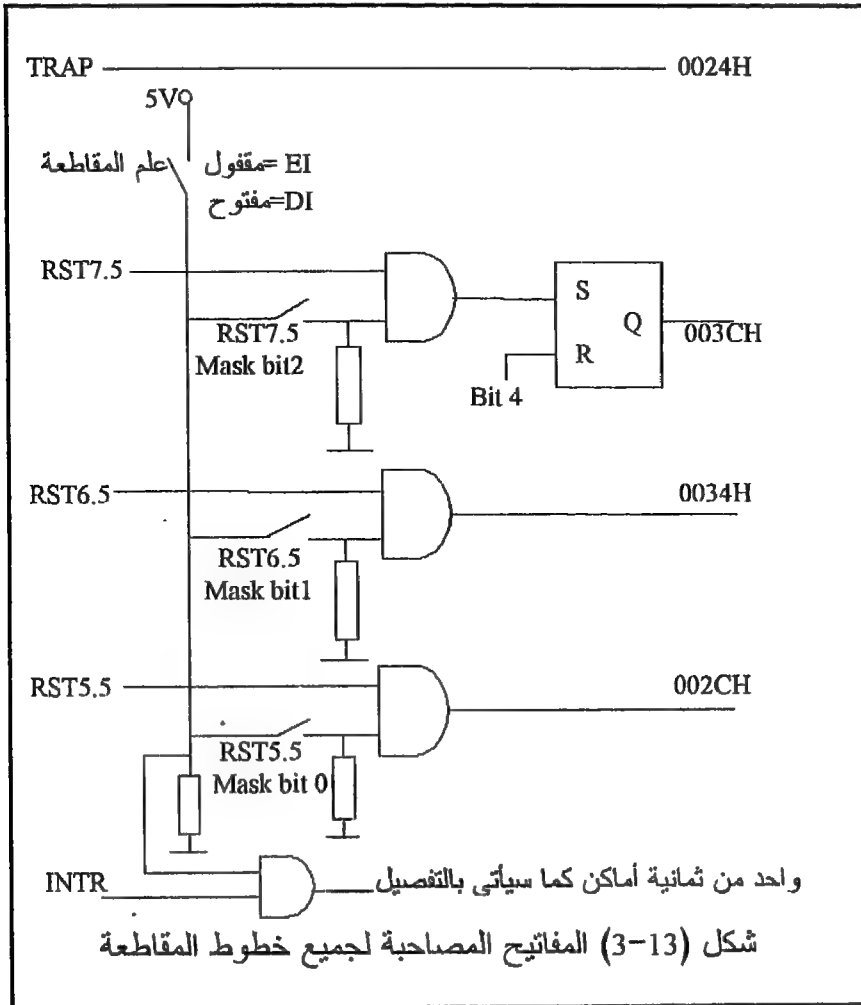 TRAP 0024H
5V
علم المقاطعة مقفول= EI
مفتوح=DI
RST7.5
S
Q
R
003CH
RST7.5
Mask bit2
Bit 4
RST6.5 0034H
RST6.5
Mask bit1
RST5.5 002CH
RST5.5
Mask bit 0
INTR واحد من ثمانية أماكن كما سيأتى بالتفصيل
شكل (13-3) المفاتيح المصاحبة لجميع خطوط المقاطعة